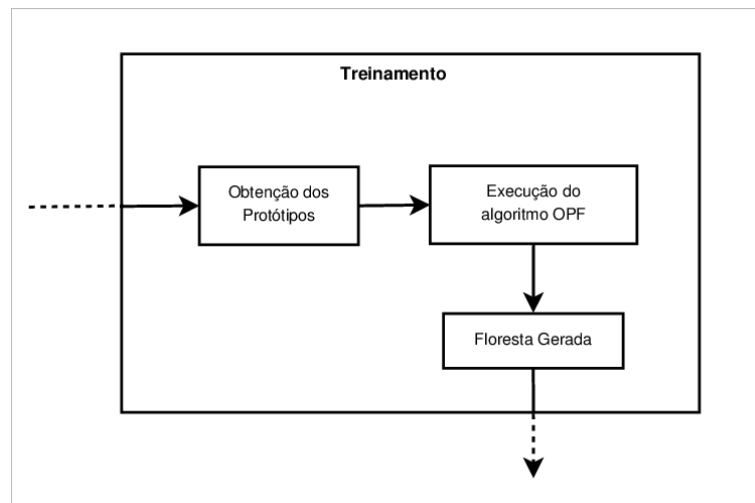 Treinamento
Obtenção dos
Protótipos
Execução do
algoritmo OPF
Floresta Gerada